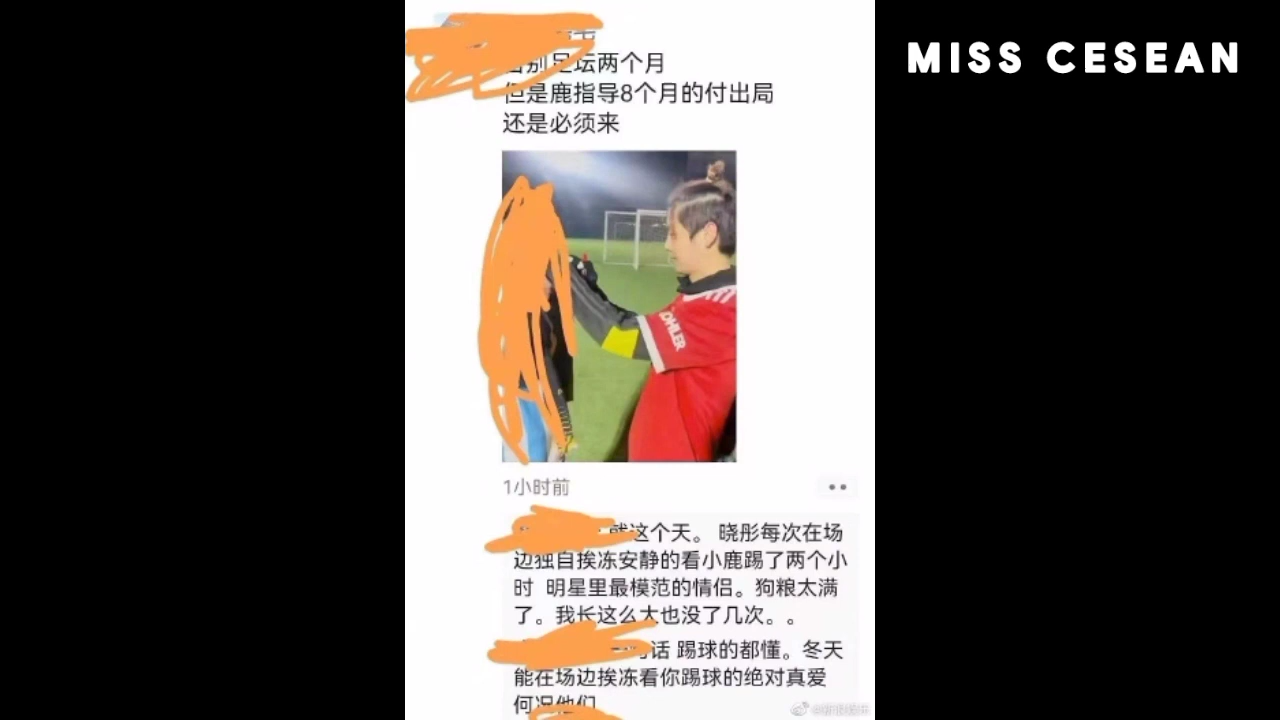 MISS CESEAN
别足坛两个月
但是鹿指导8个月的付出局
还是必须来
OHLER
1小时前
就这个天。 晓彤每次在场
边独自挨冻安静的看小鹿踢了两个小
时 明星里最模范的情侣。狗粮太满
了。我长这么大也没了几次。。
话 踢球的都懂。冬天
能在场边挨冻看你踢球的绝对真爱
何况他们